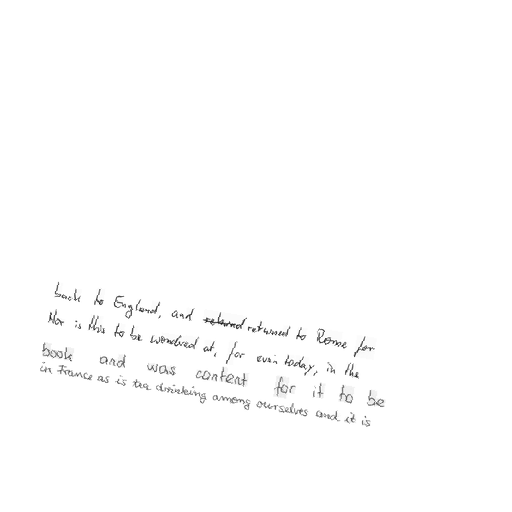 back to England, and returned to Rome for
Nor is this to be wondered at, for even today, in the
book and was content for it to be
in France as is tea drinking among ourselves and it is